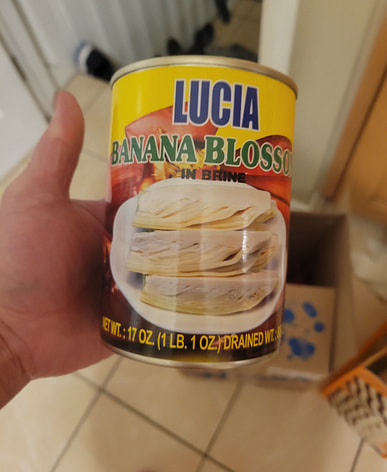 LUCIA
BANANA BLOSSO
IN BRINE
NET WT.: 17 OZ. (1 LB. 1 OZ.) DRAINED WT.: